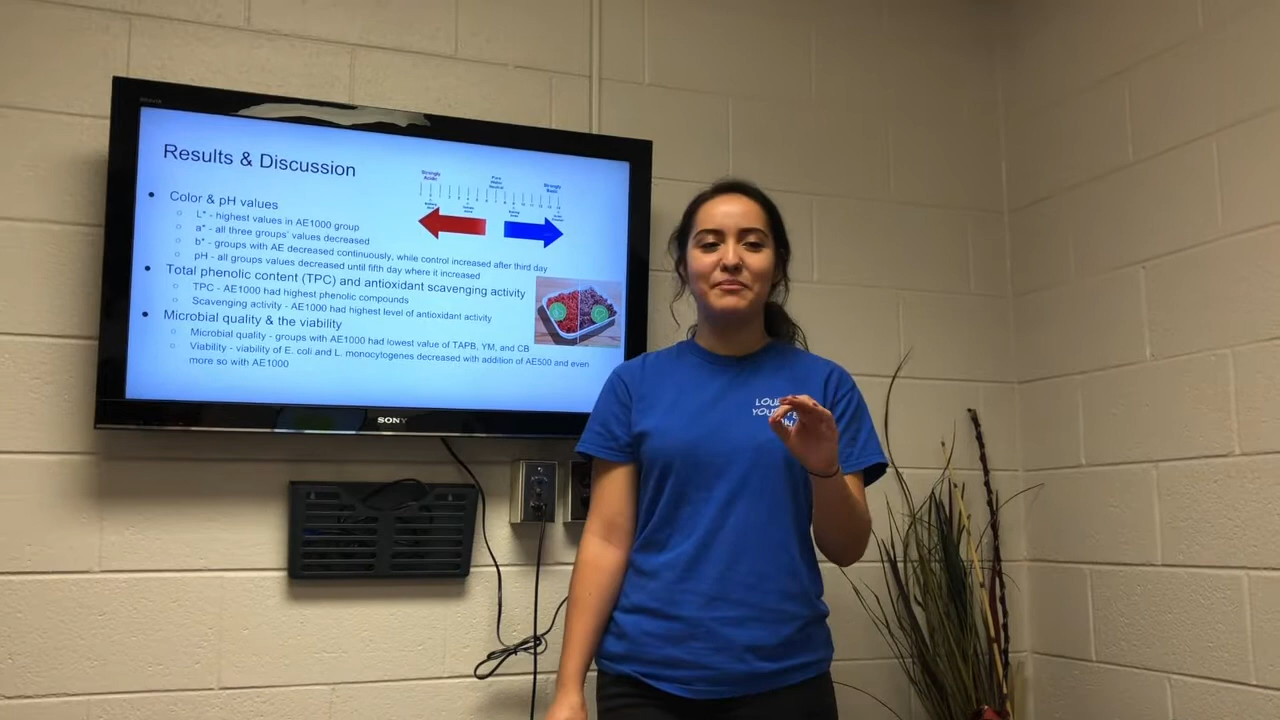 Results & Discussion
Strongly Acidic
Pure Water Neutral
Strongly Basic
Color & pH values
L* - highest values in AE1000 group
a* - all three groups' values decreased
b* - groups with AE decreased continuously, while control increased after third day
pH - all groups values decreased until fifth day where it increased
Total phenolic content (TPC) and antioxidant scavenging activity
TPC - AE1000 had highest phenolic compounds
Scavenging activity - AE1000 had highest level of antioxidant activity
Microbial quality & the viability
Microbial quality - groups with AE1000 had lowest value of TAPB, YM, and CB
Viability - viability of E. coli and L. monocytogenes decreased with addition of AE500 and even
more so with AE1000
SONY